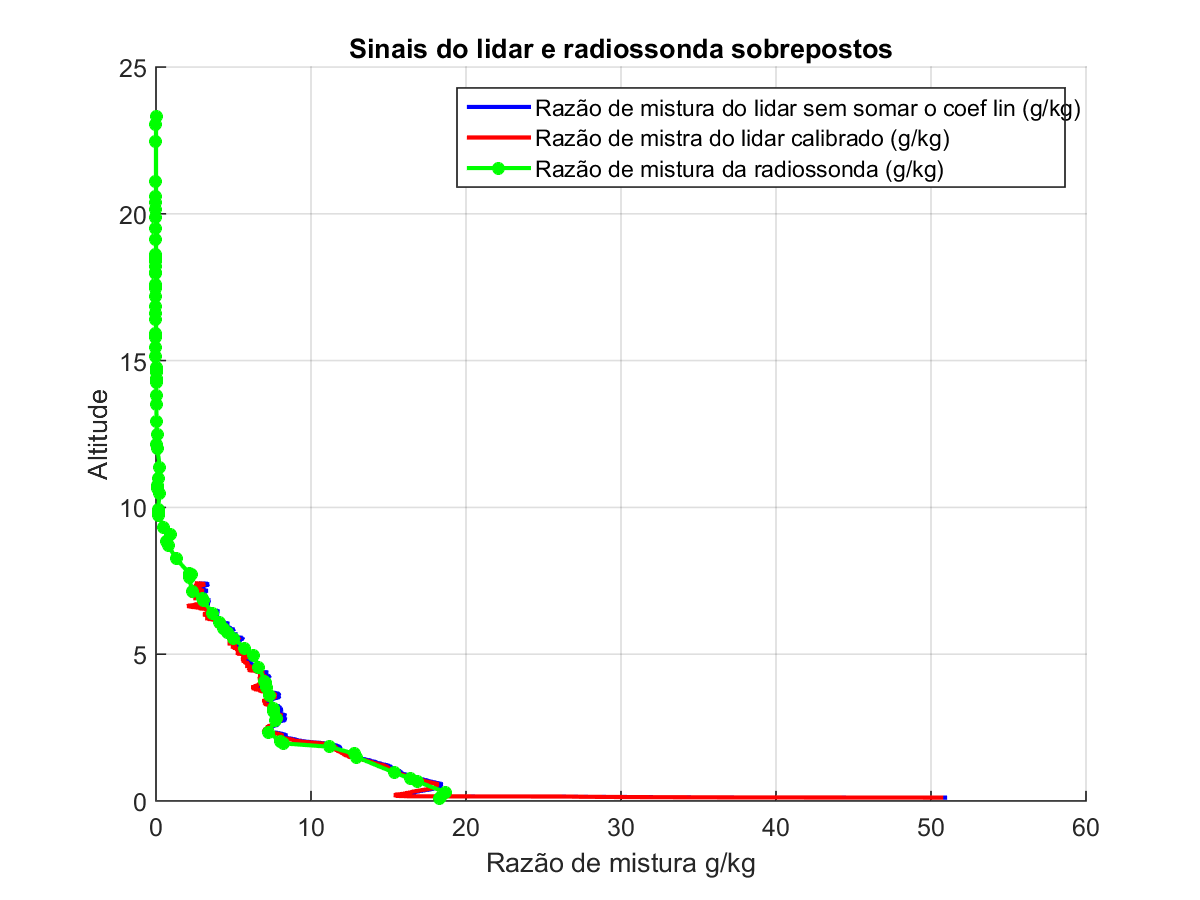 Sinais do lidar e radiossonda sobrepostos
25
20
15
10
5
0
Altitude
Razão de mistura do lidar sem somar o coef lin (g/kg)
Razão de mistra do lidar calibrado (g/kg)
Razão de mistura da radiossonda (g/kg)
0 10 20 30 40 50 60
Razão de mistura g/kg